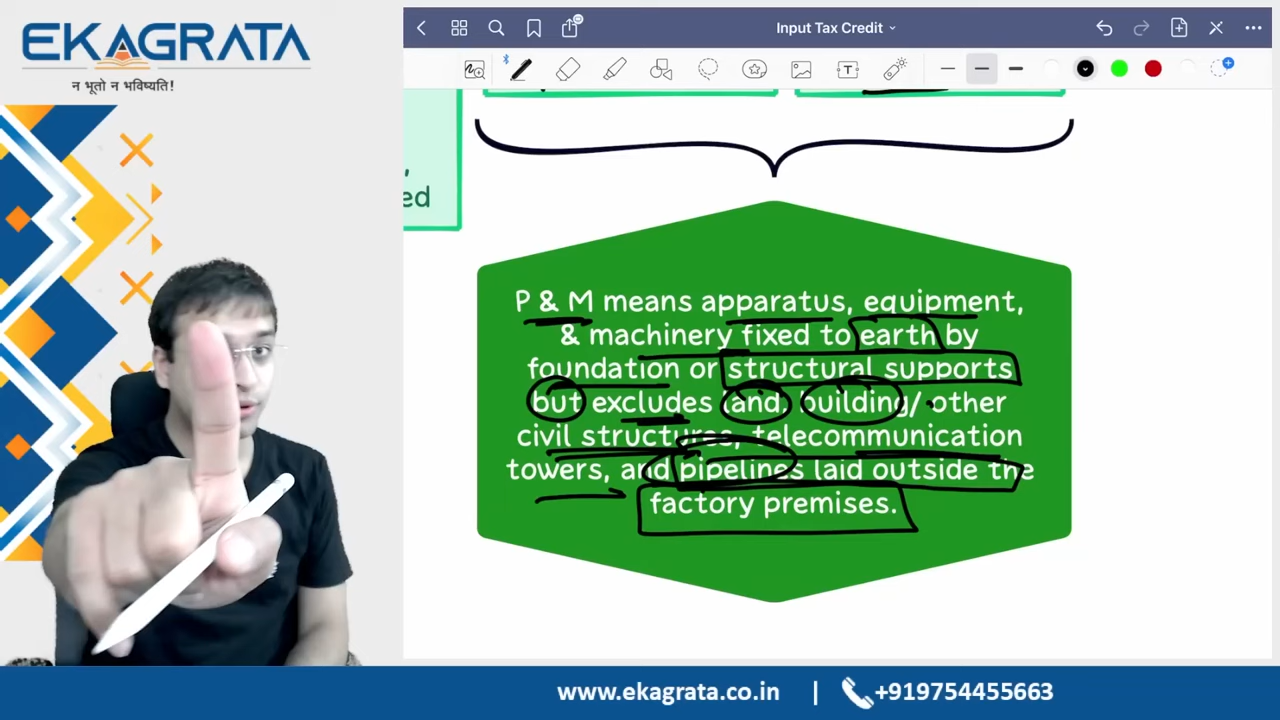 EKAGRATA
न भूतो न भविष्यति!
Input Tax Credit
T
,
ed
P & M means apparatus, equipment,
& machinery fixed to earth by
foundation or structural supports
but excludes land, building/ other
civil structures, telecommunication
towers, and pipelines laid outside the
factory premises.
www.ekagrata.co.in | +919754455663